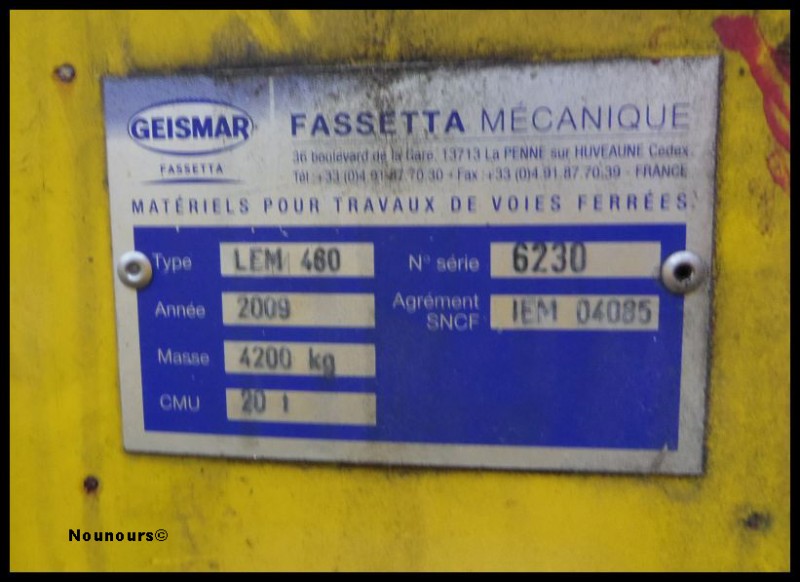 GEISMAR
FASSETTA
FASSETTA MÉCANIQUE
36 boulevard de la Gare. 13713 La PENNE sur HUVEAUNE Cedex.
Tél : +33 (0)4.91.87.70.30 - Fax : +33 (0)4.91.87.70.39 - FRANCE
MATÉRIELS POUR TRAVAUX DE VOIES FERRÉES.
Type LEM 460 N° série 6230
Année 2009 Agrément SNCF IEM 04085
Masse 4200 kg
CMU 20 t
Nounours©